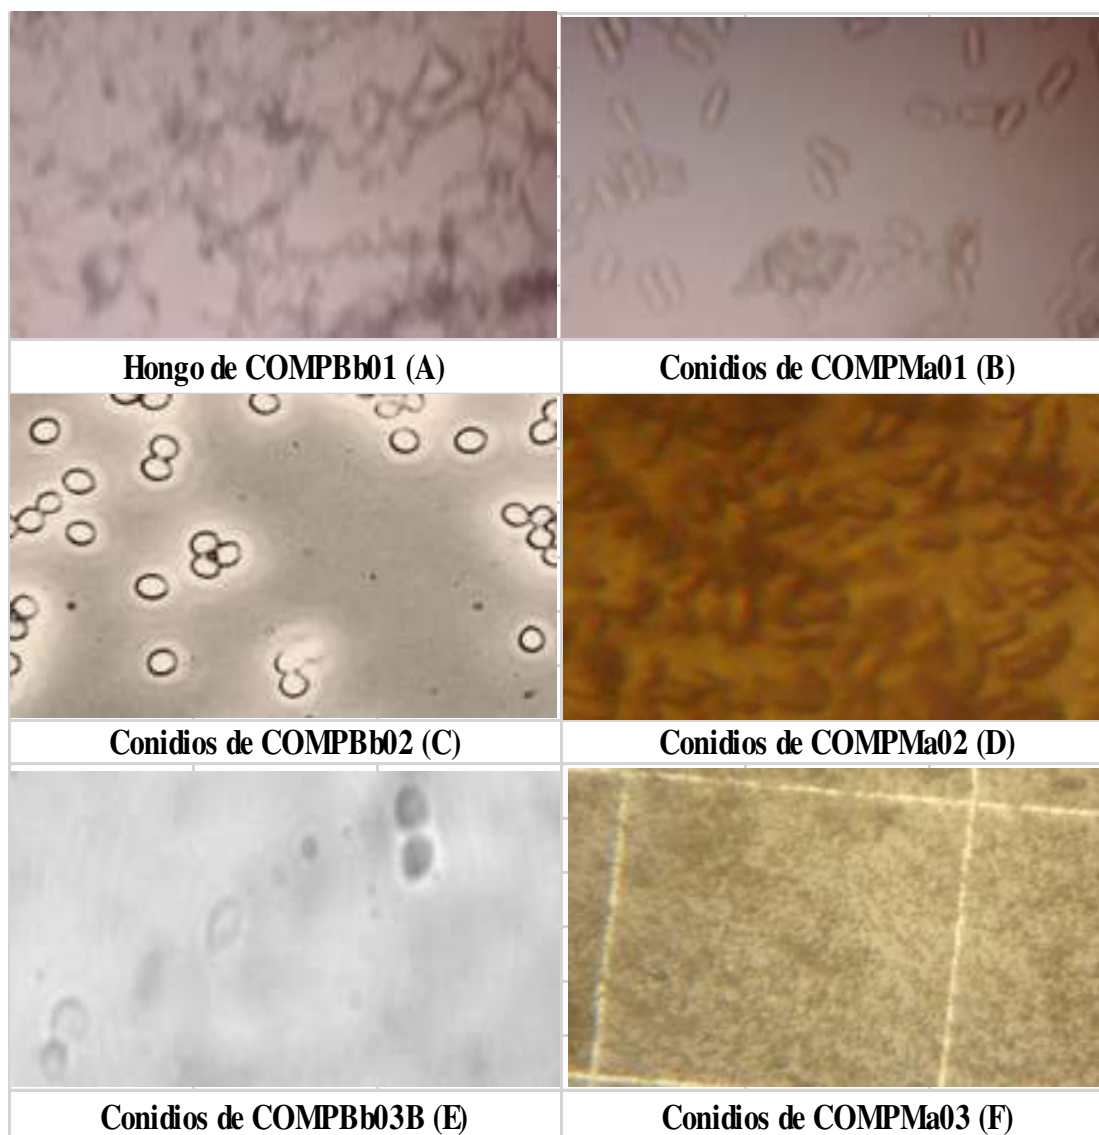 Hongo de COMPBb01 (A)
Conidios de COMPMa01 (B)
Conidios de COMPBb02 (C)
Conidios de COMPMa02 (D)
Conidios de COMPBb03B (E)
Conidios de COMPMa03 (F)